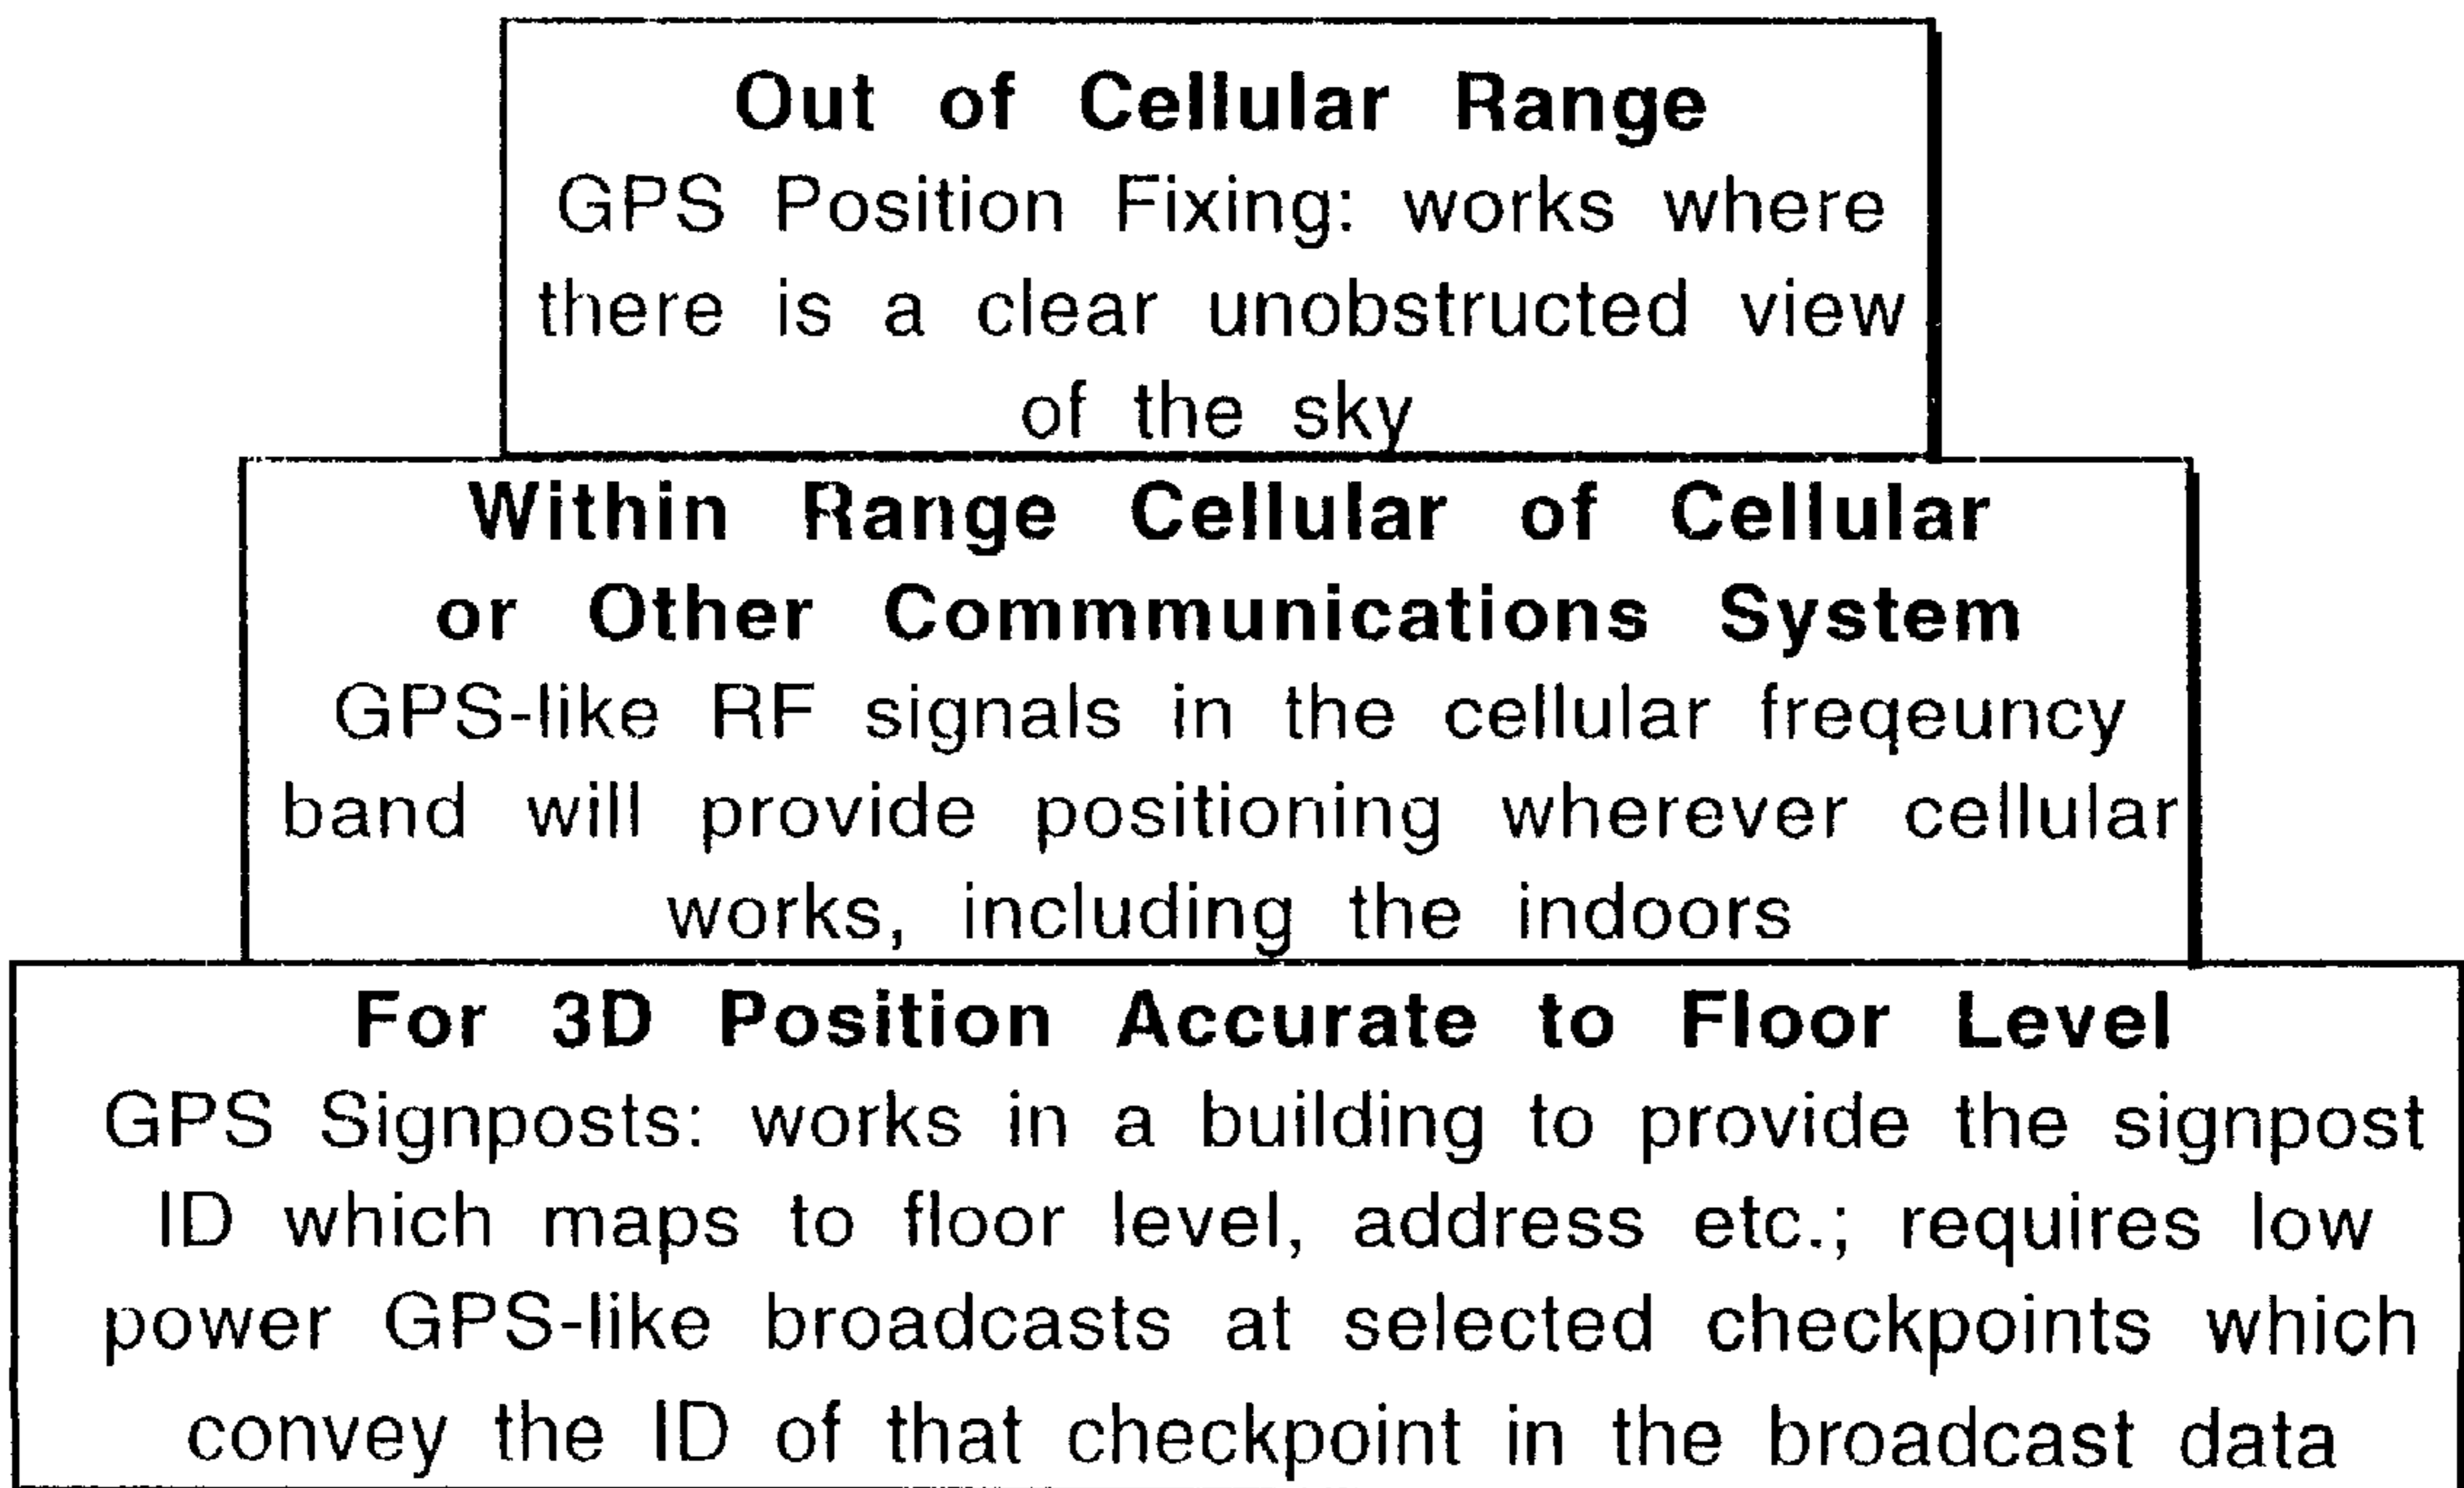 Out of Cellular Range
GPS Position Fixing: works where
there is a clear unobstructed view
of the sky
Within Range Cellular of Cellular
or Other Commmunications System
GPS-like RF signals in the cellular freqeuncy
band will provide positioning wherever cellular
works, including the indoors
For 3D Position Accurate to Floor Level
GPS Signposts: works in a building to provide the signpost
ID which maps to floor level, address etc.; requires low
power GPS-like broadcasts at selected checkpoints which
convey the ID of that checkpoint in the broadcast data